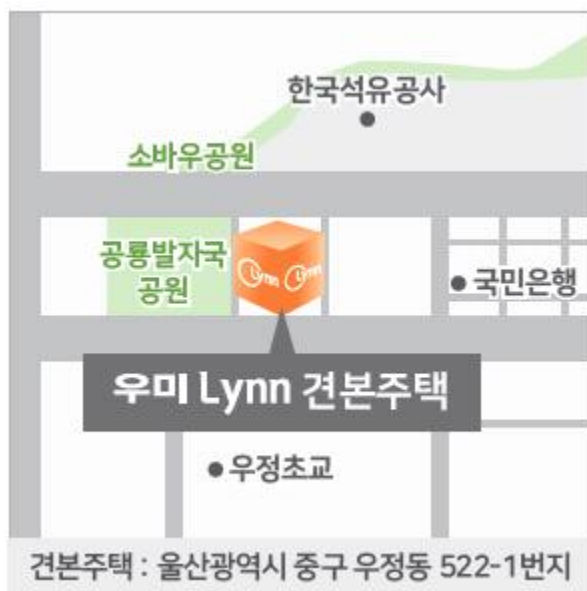 한국석유공사
소바우공원
공룡발자국
공원
Lynn Lynn
국민은행
우미 Lynn 견본주택
우정초교
견본주택 : 울산광역시 중구 우정동 522-1번지